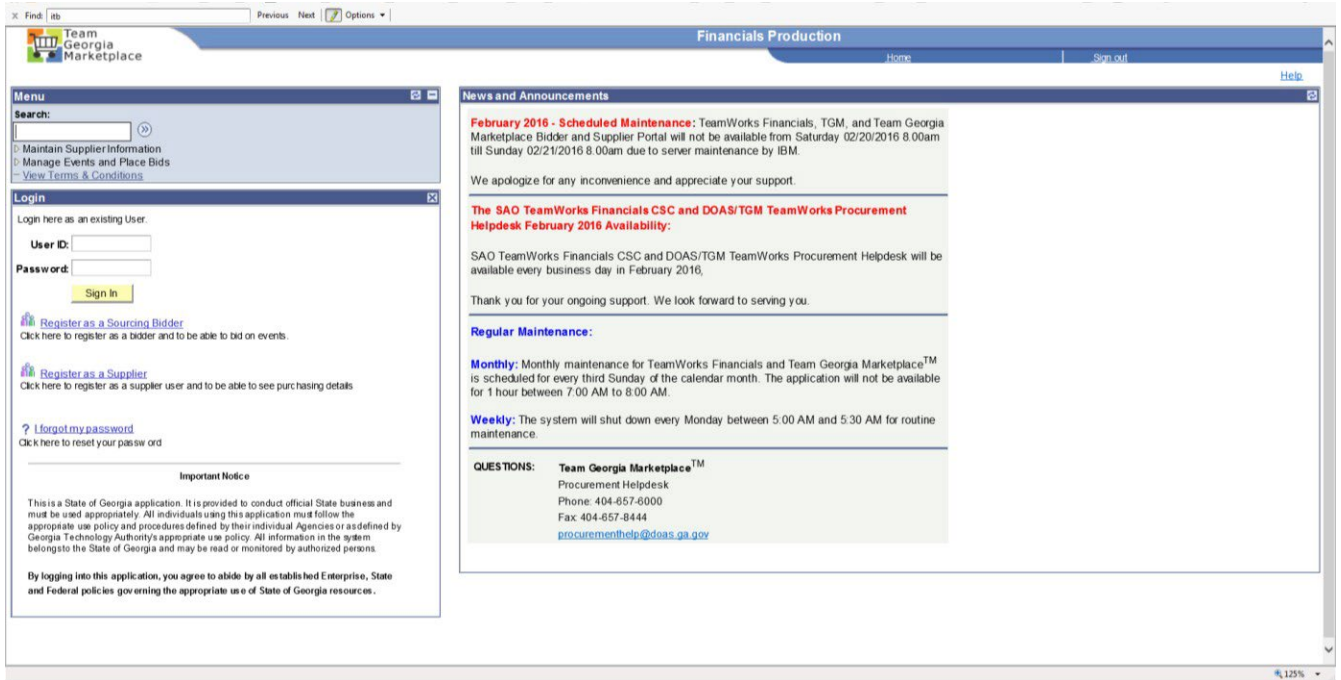 x Find: itb Previous Next Options
Team
Georgia
Marketplace
Financials Production
Home Sign out
Help
Menu
Search:
Maintain Supplier Information
Manage Events and Place Bids
View Terms & Conditions
Login
Login here as an existing User.
User ID:
Password:
Sign In
Register as a Sourcing Bidder
Click here to register as a bidder and to be able to bid on events.
Register as a Supplier
Click here to register as a supplier user and to be able to see purchasing details
? I forgot my password
Click here to reset your password
Important Notice
This is a State of Georgia application. It is provided to conduct official State business and
must be used appropriately. All individuals using this application must follow the
appropriate use policy and procedures defined by their individual Agencies or as defined by
Georgia Technology Authority's appropriate use policy. All information in the system
belongs to the State of Georgia and may be read or monitored by authorized persons.
By logging into this application, you agree to abide by all established Enterprise, State
and Federal policies governing the appropriate use of State of Georgia resources.
News and Announcements
February 2016 - Scheduled Maintenance: TeamWorks Financials, TGM, and Team Georgia
Marketplace Bidder and Supplier Portal will not be available from Saturday 02/20/2016 8.00am
till Sunday 02/21/2016 8.00am due to server maintenance by IBM.
We apologize for any inconvenience and appreciate your support.
The SAO TeamWorks Financials CSC and DOAS/TGM TeamWorks Procurement
Helpdesk February 2016 Availability:
SAO TeamWorks Financials CSC and DOAS/TGM TeamWorks Procurement Helpdesk will be
available every business day in February 2016,
Thank you for your ongoing support. We look forward to serving you.
Regular Maintenance:
Monthly: Monthly maintenance for TeamWorks Financials and Team Georgia Marketplace™
is scheduled for every third Sunday of the calendar month. The application will not be available
for 1 hour between 7:00 AM to 8:00 AM.
Weekly: The system will shut down every Monday between 5:00 AM and 5:30 AM for routine
maintenance.
QUESTIONS: Team Georgia Marketplace™
Procurement Helpdesk
Phone: 404-657-6000
Fax: 404-657-8444
procurementhelp@doas.ga.gov
125%